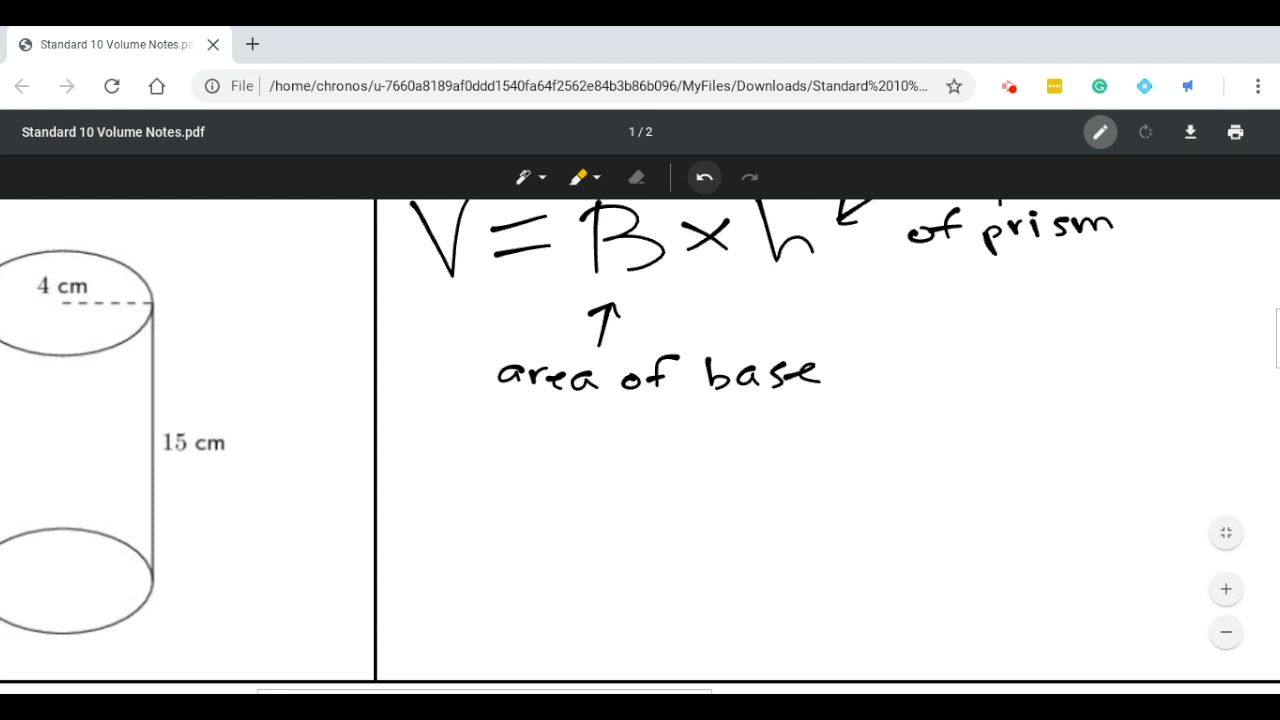 Standard 10 Volume Notes.pd
File
/home/chronos/u-7660a8189af0ddd1540fa64f2562e84b3b86b096/MyFiles/Downloads/Standard%2010%...
Standard 10 Volume Notes.pdf
1 / 2
V = B × h
of prism
area of base
4 cm
15 cm